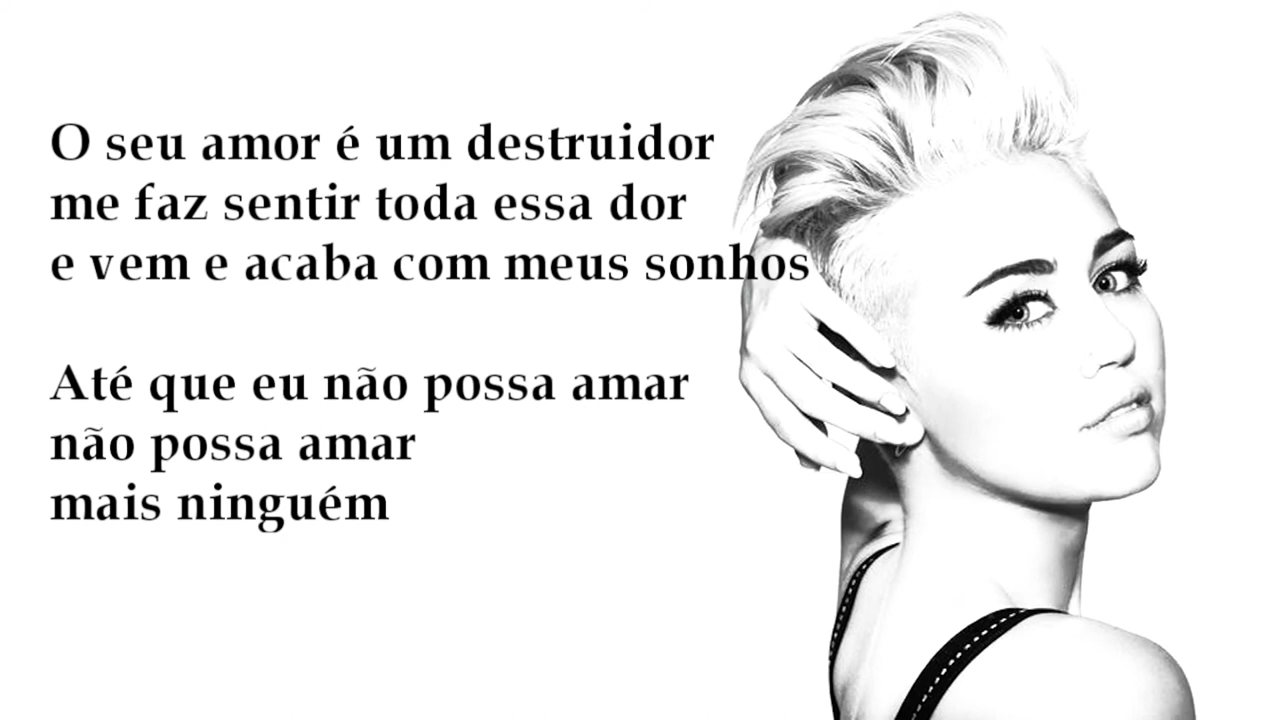 O seu amor é um destruidor
me faz sentir toda essa dor
e vem e acaba com meus sonhos
Até que eu não possa amar
não possa amar
mais ninguém